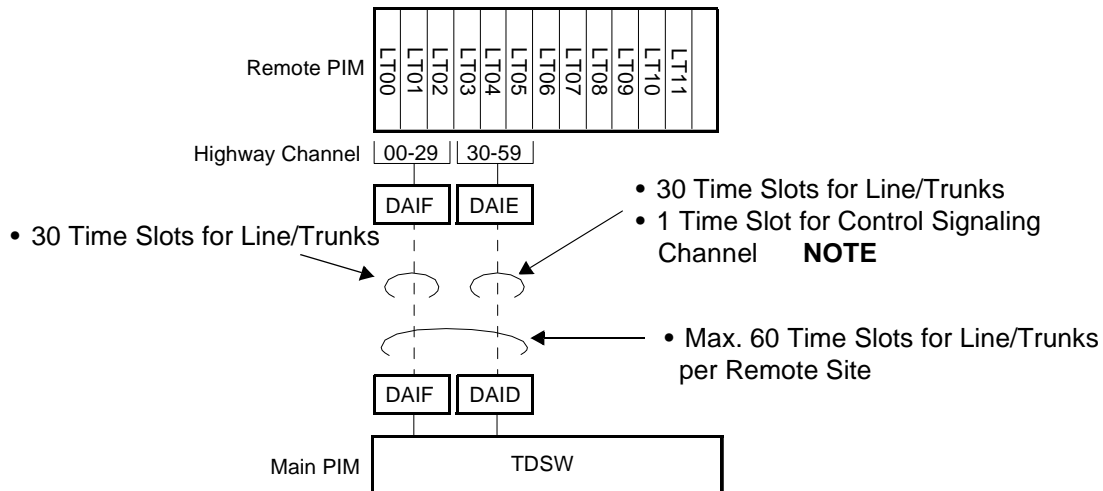 Remote PIM
LT00
LT01
LT02
LT03
LT04
LT05
LT06
LT07
LT08
LT09
LT10
LT11
Highway Channel
00-29
30-59
DAIF
DAIE
• 30 Time Slots for Line/Trunks
• 1 Time Slot for Control Signaling
Channel NOTE
• 30 Time Slots for Line/Trunks
• Max. 60 Time Slots for Line/Trunks
per Remote Site
DAIF
DAID
Main PIM
TDSW